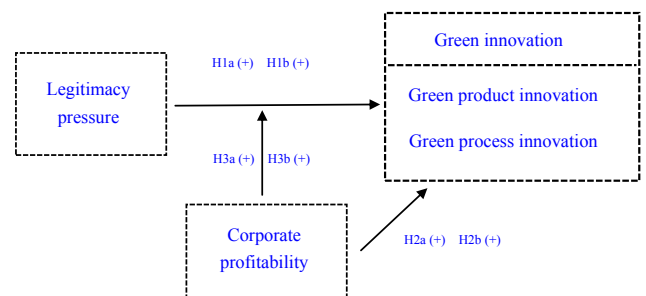 Green innovation
H1a (+) H1b (+)
Legitimacy
pressure
Green product innovation
Green process innovation
H3a (+) H3b (+)
Corporate
profitability
H2a (+) H2b (+)